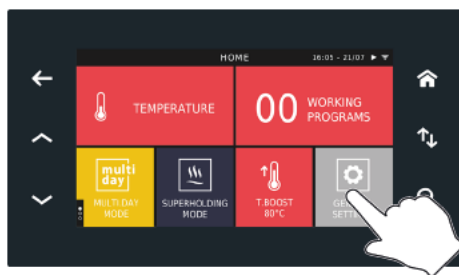 HOME
16:05 - 21/07
TEMPERATURE
00 WORKING
PROGRAMS
multi
day
MULTI DAY
MODE
SUPERHOLDING
MODE
T.BOOST
80°C